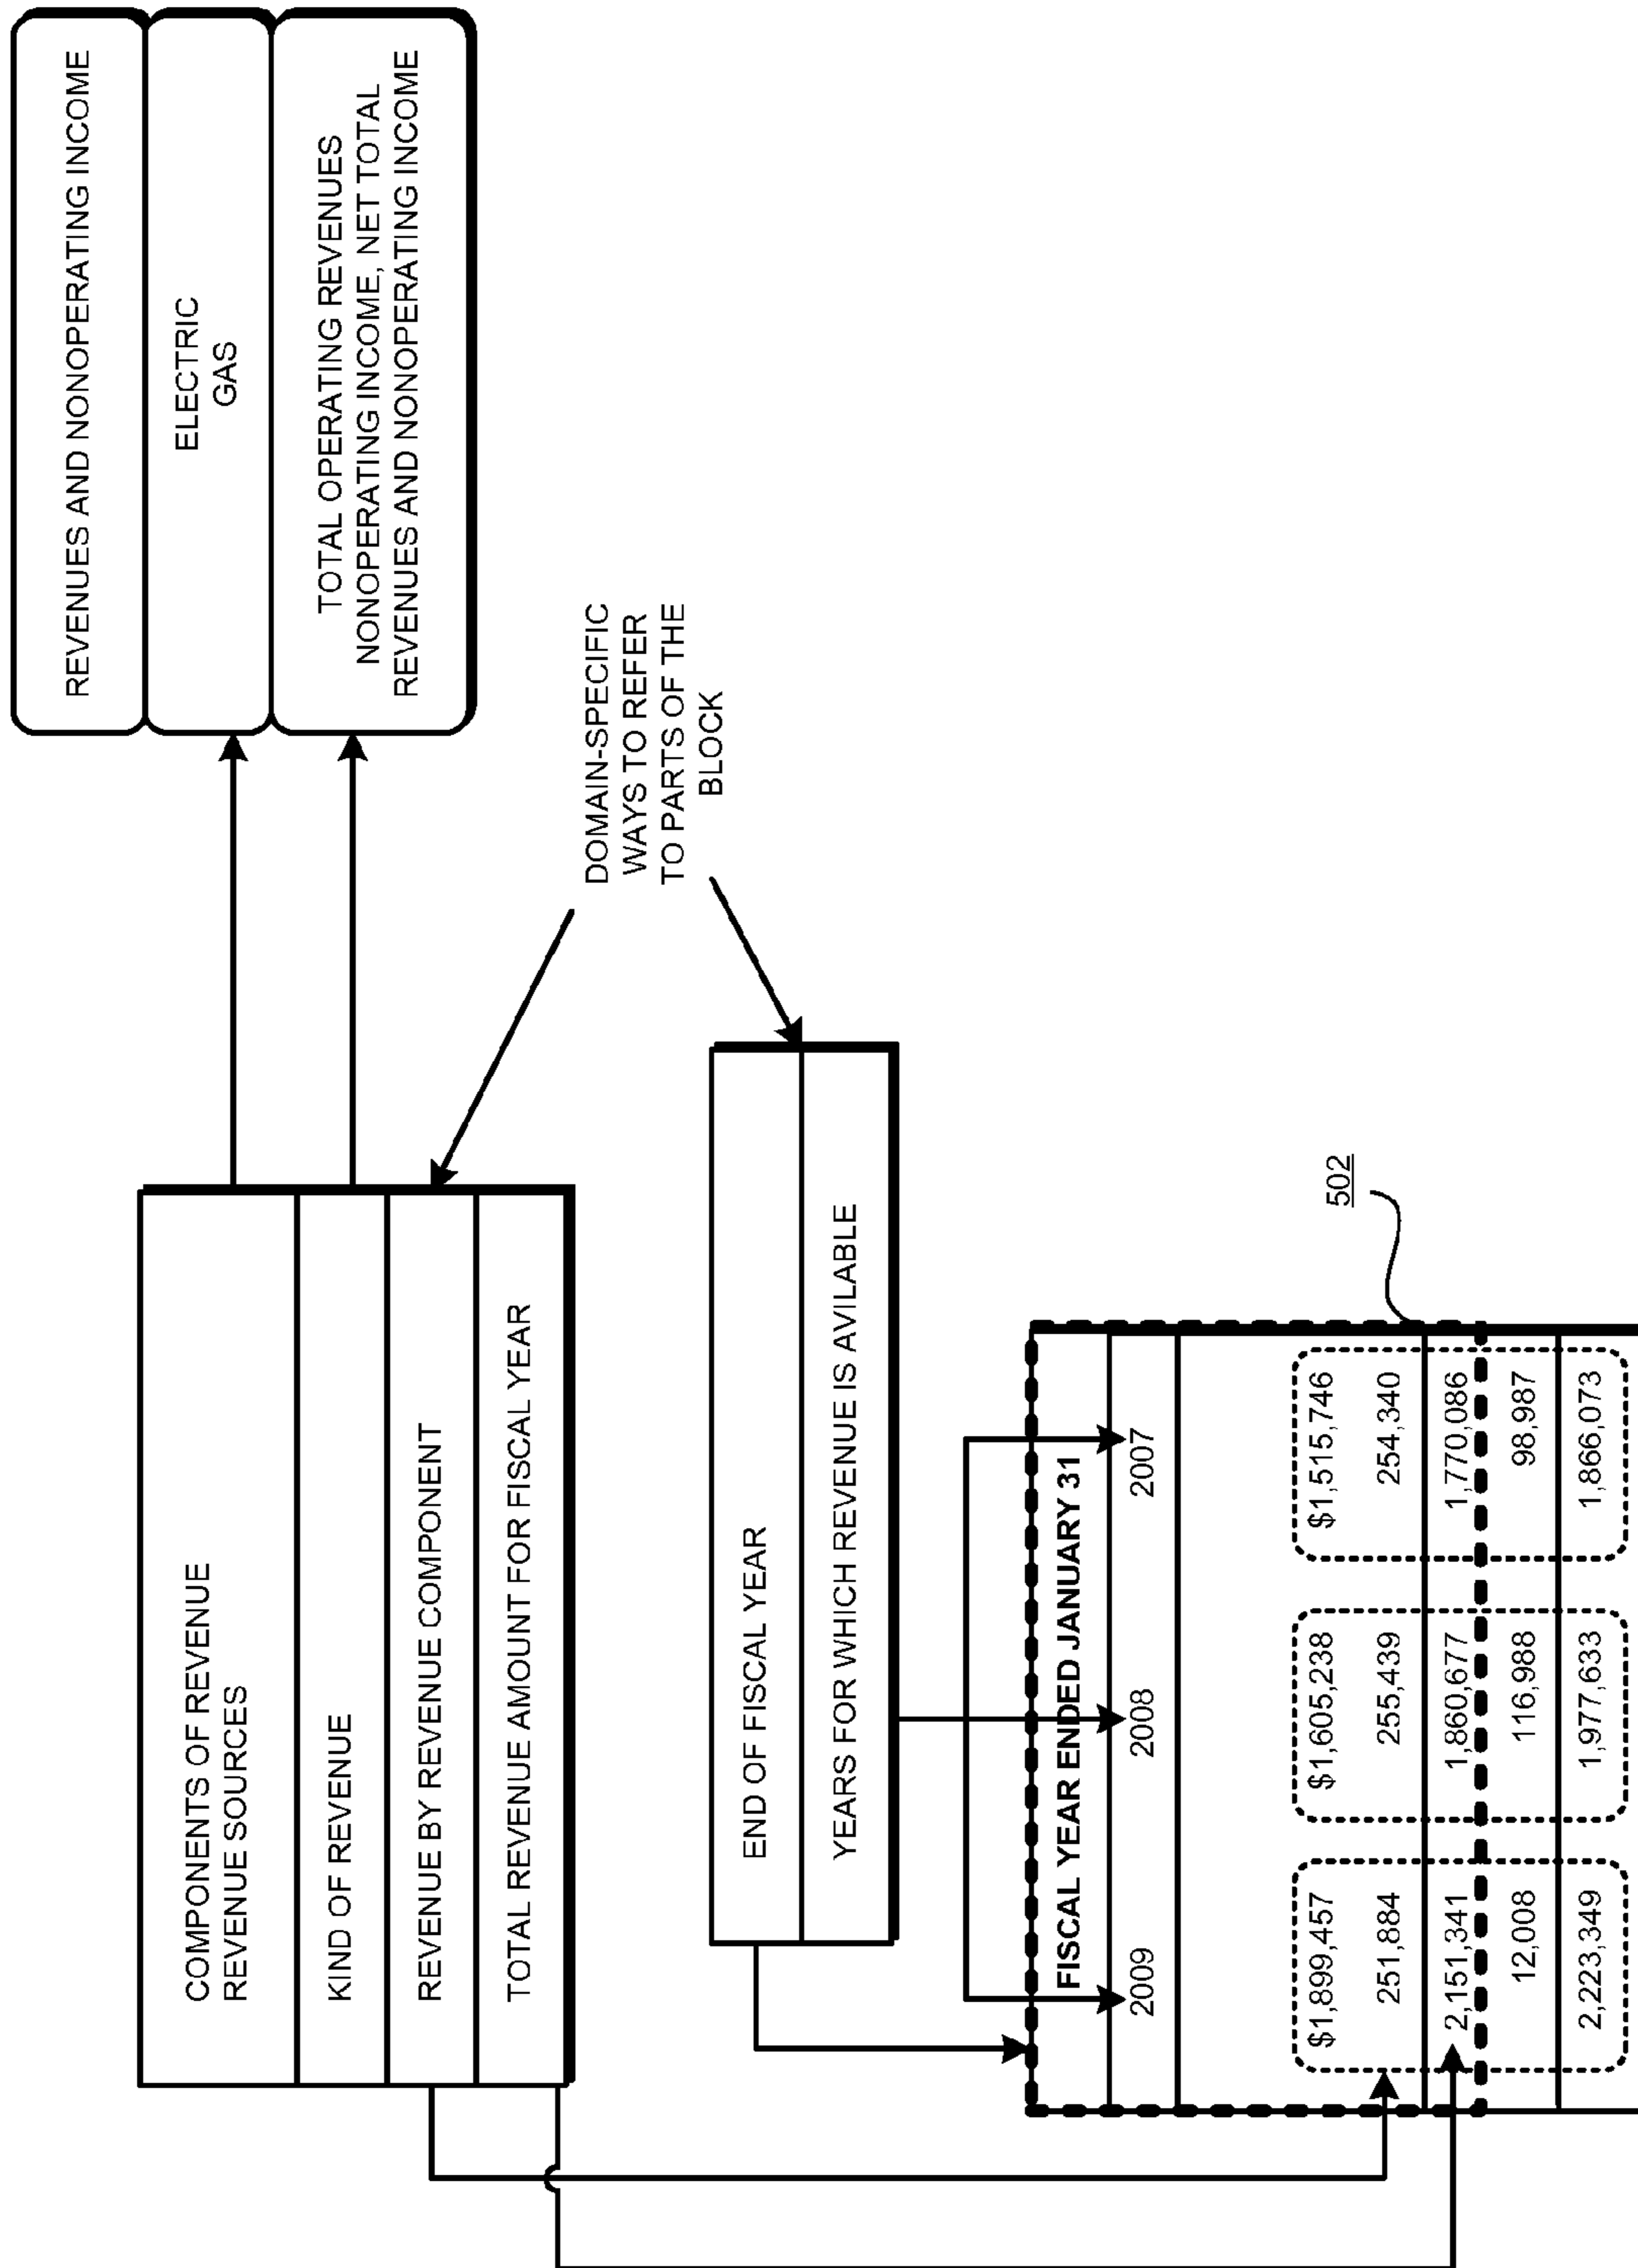 REVENUES AND NONOPERATING INCOME
ELECTRIC
GAS
TOTAL OPERATING REVENUES
NONOPERATING INCOME, NET TOTAL
REVENUES AND NONOPERATING INCOME
COMPONENTS OF REVENUE
REVENUE SOURCES
KIND OF REVENUE
REVENUE BY REVENUE COMPONENT
TOTAL REVENUE AMOUNT FOR FISCAL YEAR
DOMAIN-SPECIFIC
WAYS TO REFER
TO PARTS OF THE
BLOCK
END OF FISCAL YEAR
YEARS FOR WHICH REVENUE IS AVILABLE
502
FISCAL YEAR ENDED JANUARY 31
2009 2008 2007
$1,899,457 $1,605,238 $1,515,746
251,884 255,439 254,340
2,151,341 1,860,677 1,770,086
12,008 116,988 98,987
2,223,349 1,977,633 1,866,073